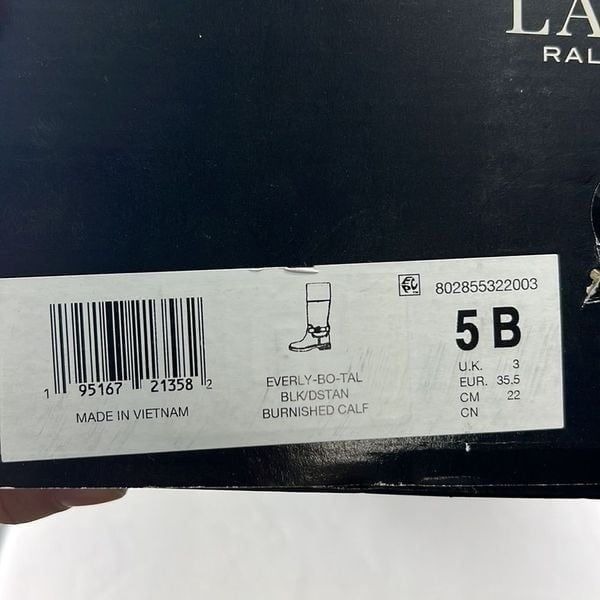 LA
RAL
802855322003
5 B
U.K. 3
EUR. 35.5
CM 22
CN
EVERLY-BO-TAL
BLK/DSTAN
BURNISHED CALF
1 95167 21358 2
MADE IN VIETNAM